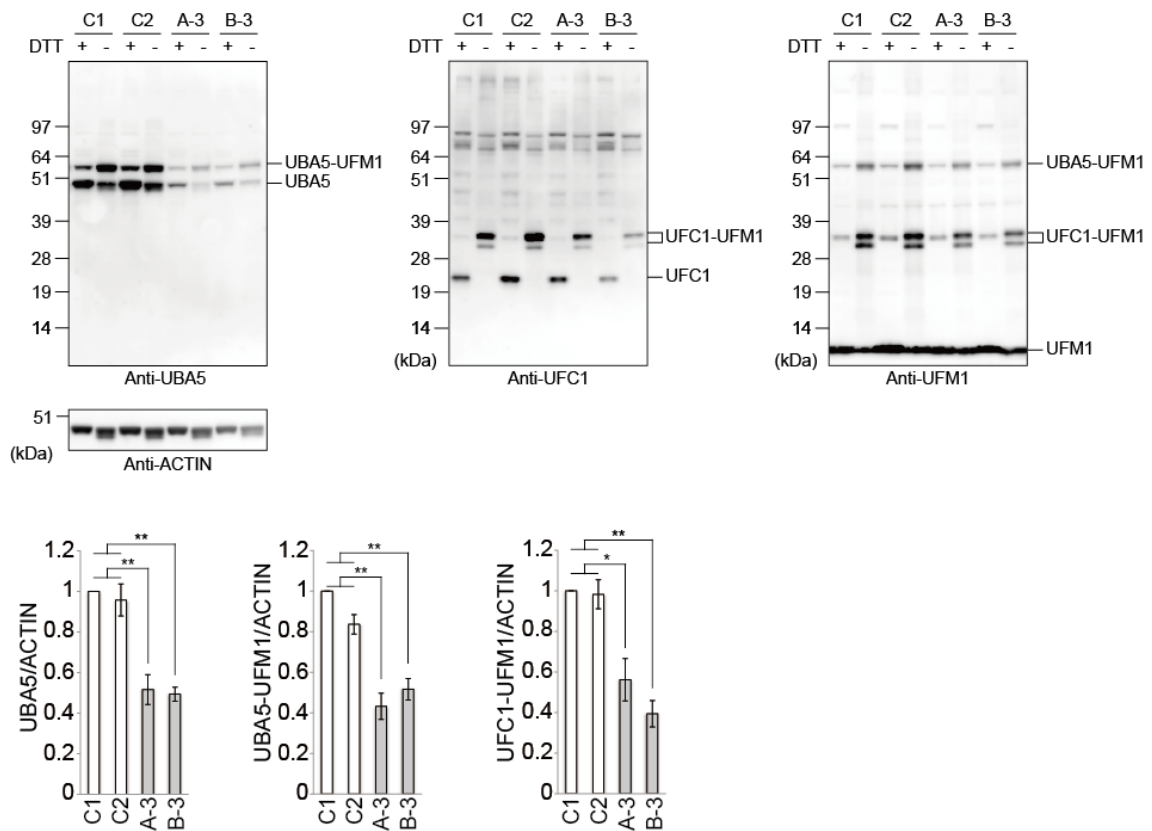 C1 C2 A-3 B-3
DTT + - + - + - + -
97
64
51
39
28
19
14
UBA5-UFM1
UBA5
Anti-UBA5
51
(kDa)
Anti-ACTIN
C1 C2 A-3 B-3
DTT + - + - + - + -
97
64
51
39
28
19
14
(kDa)
UFC1-UFM1
UFC1
Anti-UFC1
C1 C2 A-3 B-3
DTT + - + - + - + -
97
64
51
39
28
19
14
(kDa)
UBA5-UFM1
UFC1-UFM1
UFM1
Anti-UFM1
UBA5/ACTIN
1.2
1
0.8
0.6
0.4
0.2
0
**
**
C1 C2 A-3 B-3
UBA5-UFM1/ACTIN
1.2
1
0.8
0.6
0.4
0.2
0
**
**
C1 C2 A-3 B-3
UFC1-UFM1/ACTIN
1.2
1
0.8
0.6
0.4
0.2
0
**
*
C1 C2 A-3 B-3